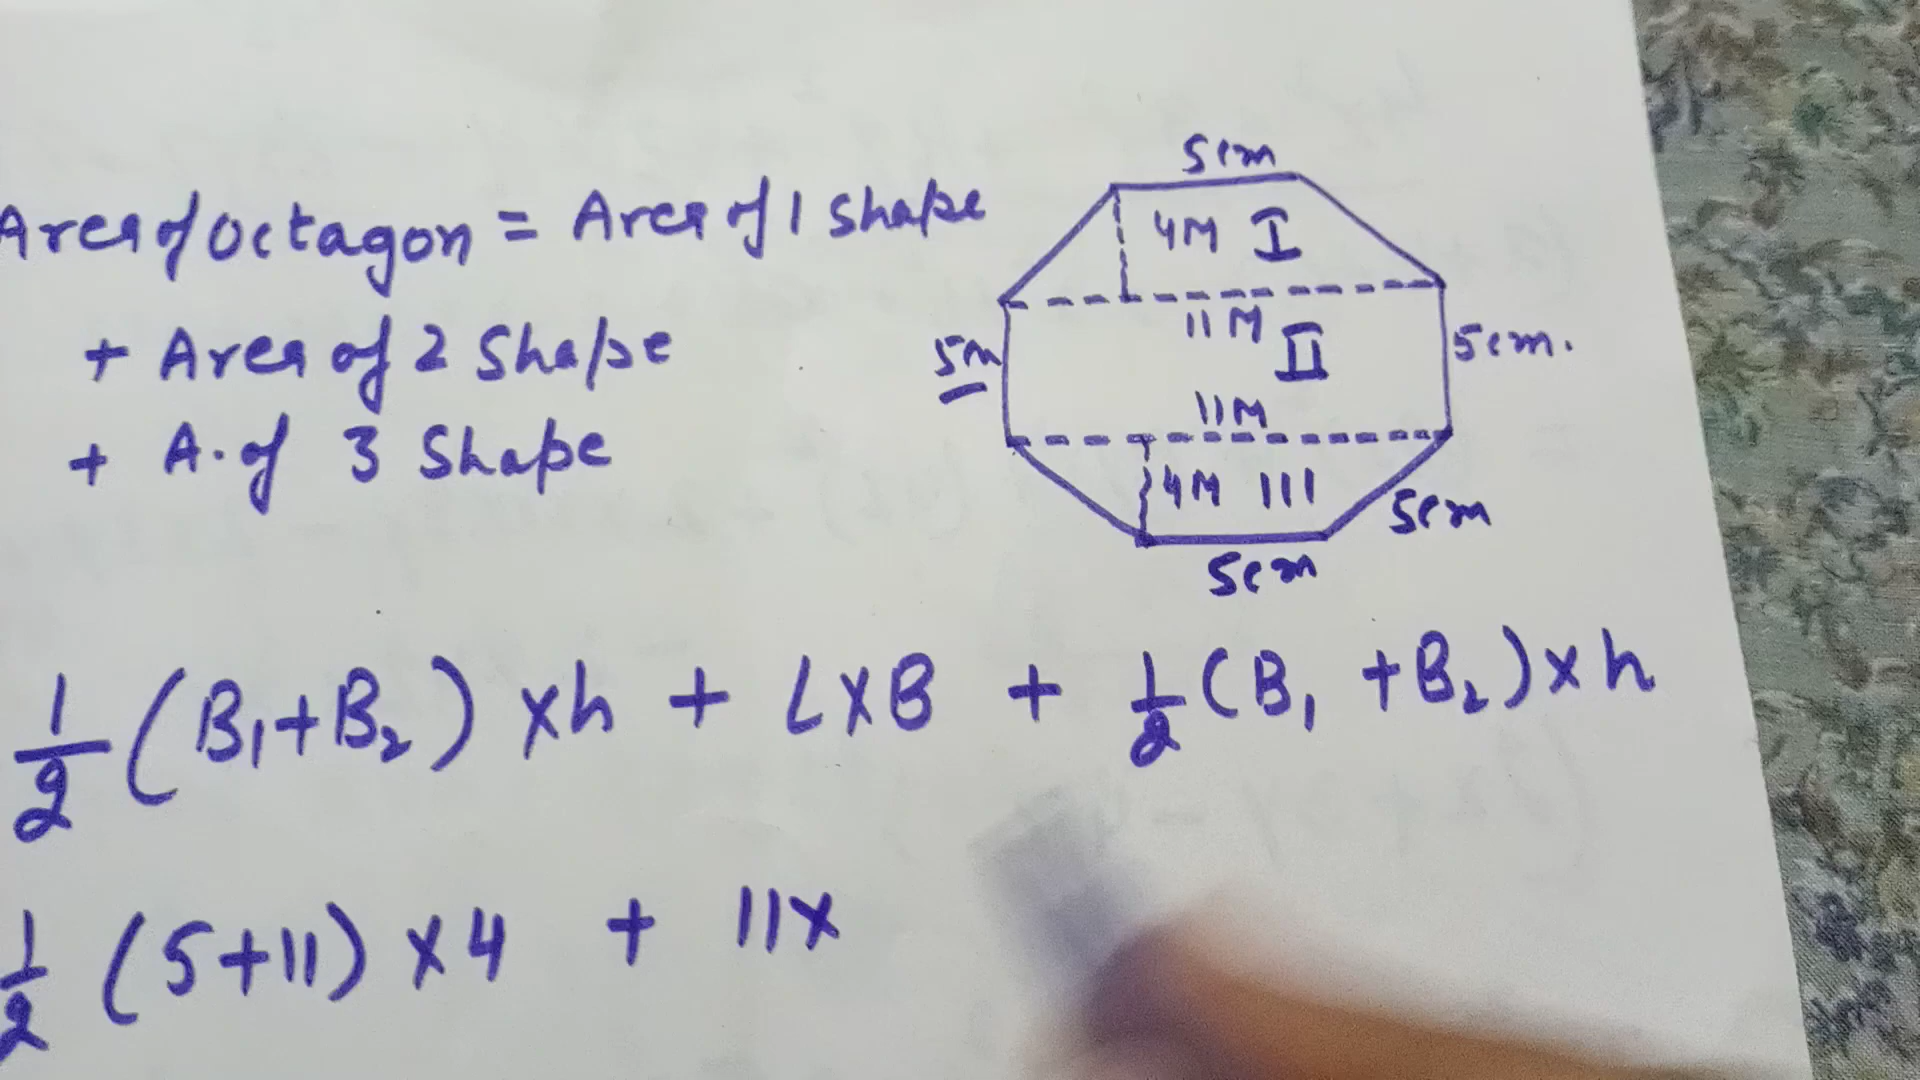 5cm
Area of Octagon = Area of 1 Shape
4M I
+ Area of 2 Shape
11M
5m
II
5cm.
11M
+ A. of 3 Shape
4M III
5cm
5cm
1/2 (B₁+B₂) xh + LXB + 1/2 (B₁ +B₂) x h
1/2 (5+11) x4 + 11x